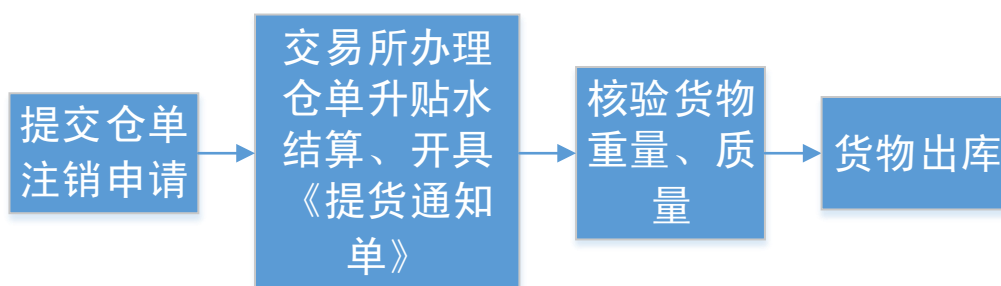 提交仓单
注销申请
交易所办理
仓单升贴水
结算、开具
《提货通知
单》
核验货物
重量、质
量
货物出库